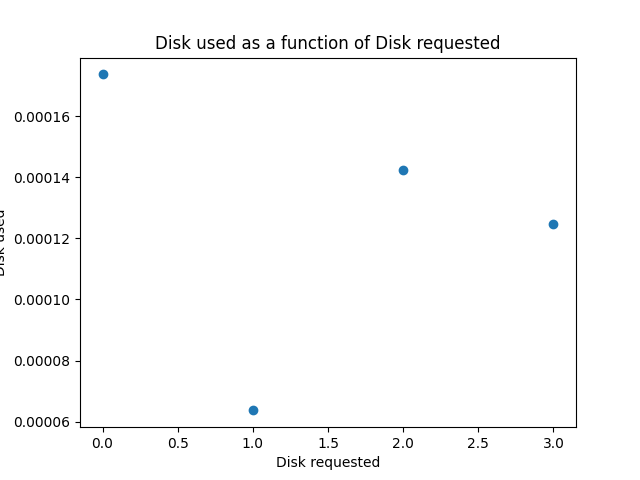 Disk used as a function of Disk requested
0.00016
0.00014
0.00012
0.00010
0.00008
0.00006
Disk used
0.0 0.5 1.0 1.5 2.0 2.5 3.0
Disk requested